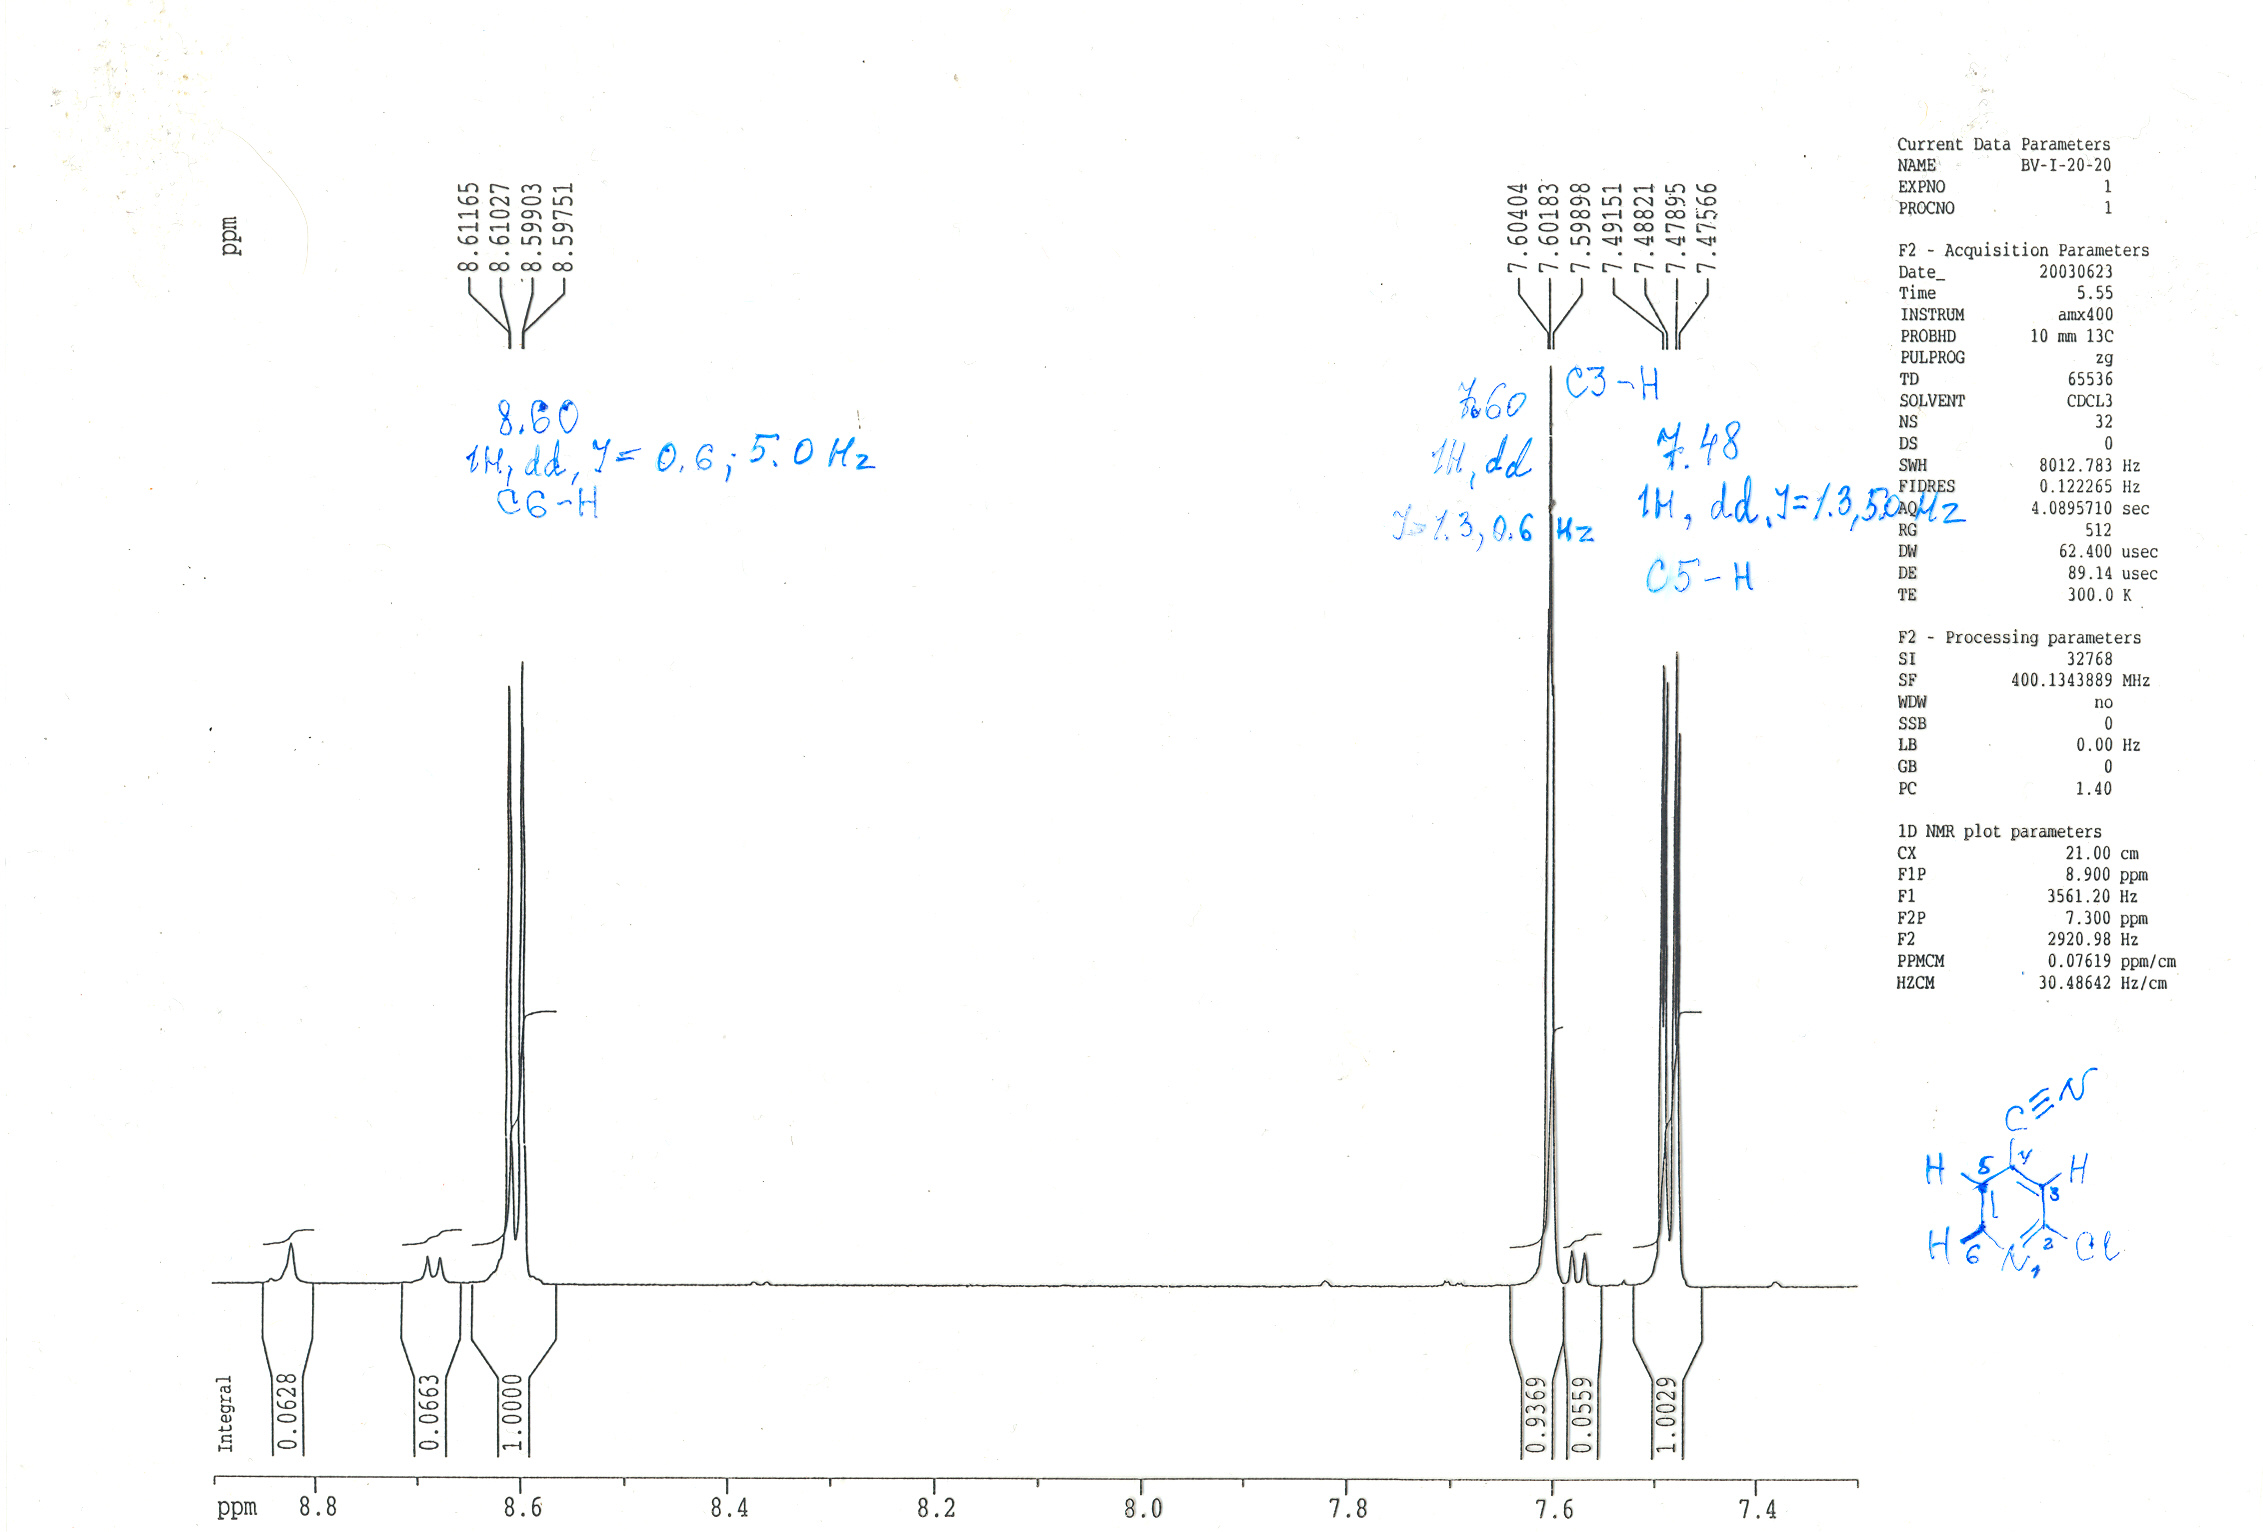 ppm
8.61165
8.61027
8.59903
8.59751
7.60404
7.60183
7.59898
7.49151
7.48821
7.47895
7.47566
8.60
1H, dd, J= 0.6; 5.0 Hz
C6-H
7.60
1H, dd
J=1.3, 0.6 Hz
C3-H
7.48
1H, dd, J=1.3, 5.0 Hz
C5-H
Current Data Parameters
NAME BV-I-20-20
EXPNO 1
PROCNO 1
F2 - Acquisition Parameters
Date_ 20030623
Time 5.55
INSTRUM amx400
PROBHD 10 mm 13C
PULPROG zg
TD 65536
SOLVENT CDCL3
NS 32
DS 0
SWH 8012.783 Hz
FIDRES 0.122265 Hz
AQ 4.0895710 sec
RG 512
DW 62.400 usec
DE 89.14 usec
TE 300.0 K
F2 - Processing parameters
SI 32768
SF 400.1343889 MHz
WDW no
SSB 0
LB 0.00 Hz
GB 0
PC 1.40
1D NMR plot parameters
CX 21.00 cm
F1P 8.900 ppm
F1 3561.20 Hz
F2P 7.300 ppm
F2 2920.98 Hz
PPMCM 0.07619 ppm/cm
HZCM 30.48642 Hz/cm
C≡N
H 5 4 H
3
H 6 N 1 2 Cl
Integral
0.0628
0.0663
1.0000
0.9369
0.0559
1.0029
ppm 8.8 8.6 8.4 8.2 8.0 7.8 7.6 7.4